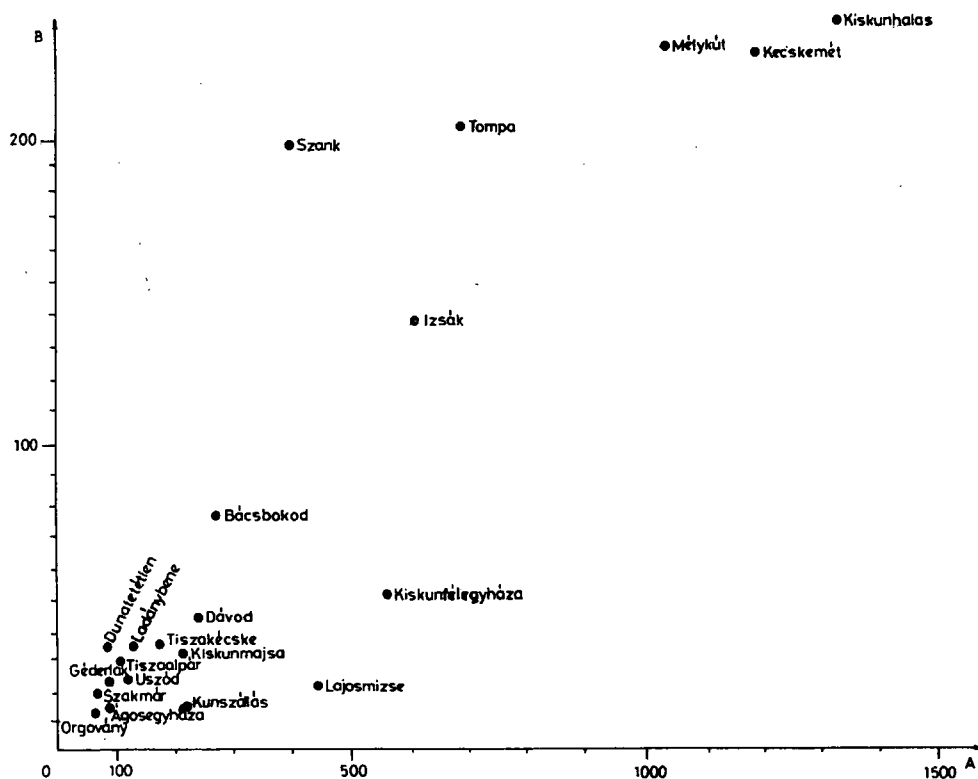 B
Kiskunhalas
Mélykút
Kecskemét
Tompa
200
Szank
Izsák
100
Bácsbokod
Dunatetétlen
Ladánybene
Kiskunfélegyháza
Dávod
Tiszakécske
Kiskunmajsa
Tiszaalpár
Géderlak
Uszód
Lajosmizse
Szakmár
Kunszállás
Ágosegyháza
Orgovány
0
100
500
1000
1500
A